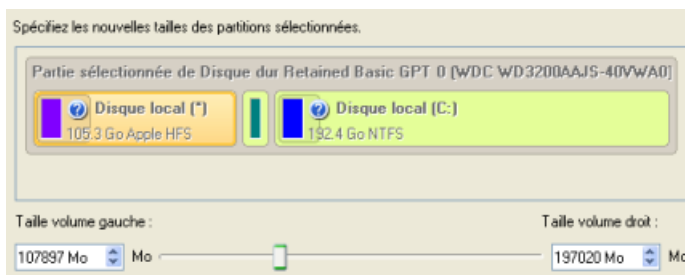 Spécifiez les nouvelles tailles des partitions sélectionnées.
Partie sélectionnée de Disque dur Retained Basic GPT 0 (WDC WD3200AAJS-40VWA0)
Disque local (*)
105.3 Go Apple HFS
Disque local (C:)
192.4 Go NTFS
Taille volume gauche : Taille volume droit :
107897 Mo Mo 197020 Mo Mo